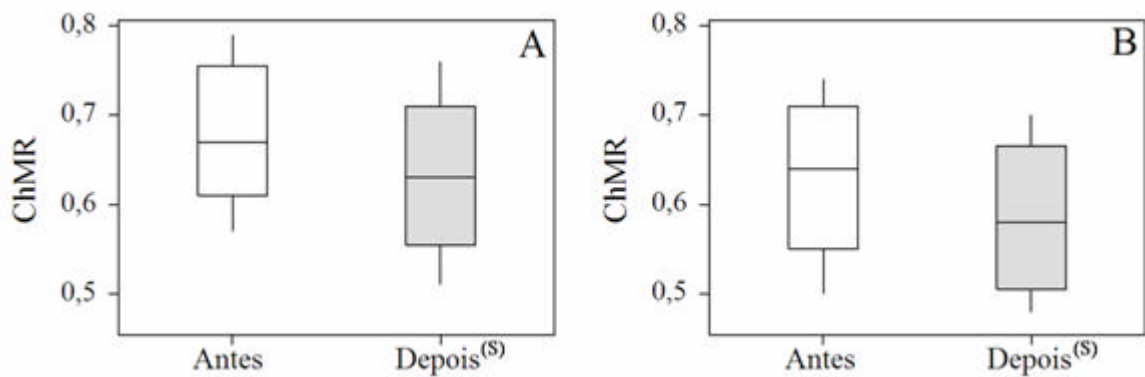 A
0,8
0,7
0,6
0,5
ChMR
Antes
Depois(S)
B
0,8
0,7
0,6
0,5
ChMR
Antes
Depois(S)